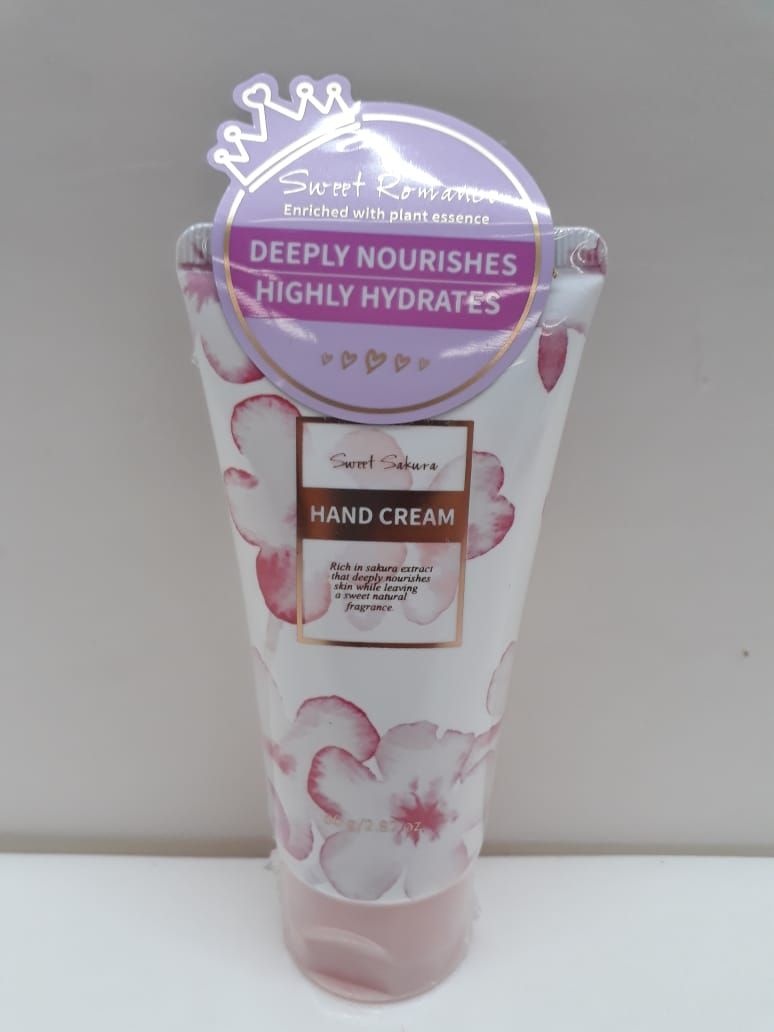 Sweet Romance
Enriched with plant essence
DEEPLY NOURISHES
HIGHLY HYDRATES
Sweet Sakura
HAND CREAM
Rich in sakura extract
that deeply nourishes
skin while leaving
a sweet natural
fragrance.